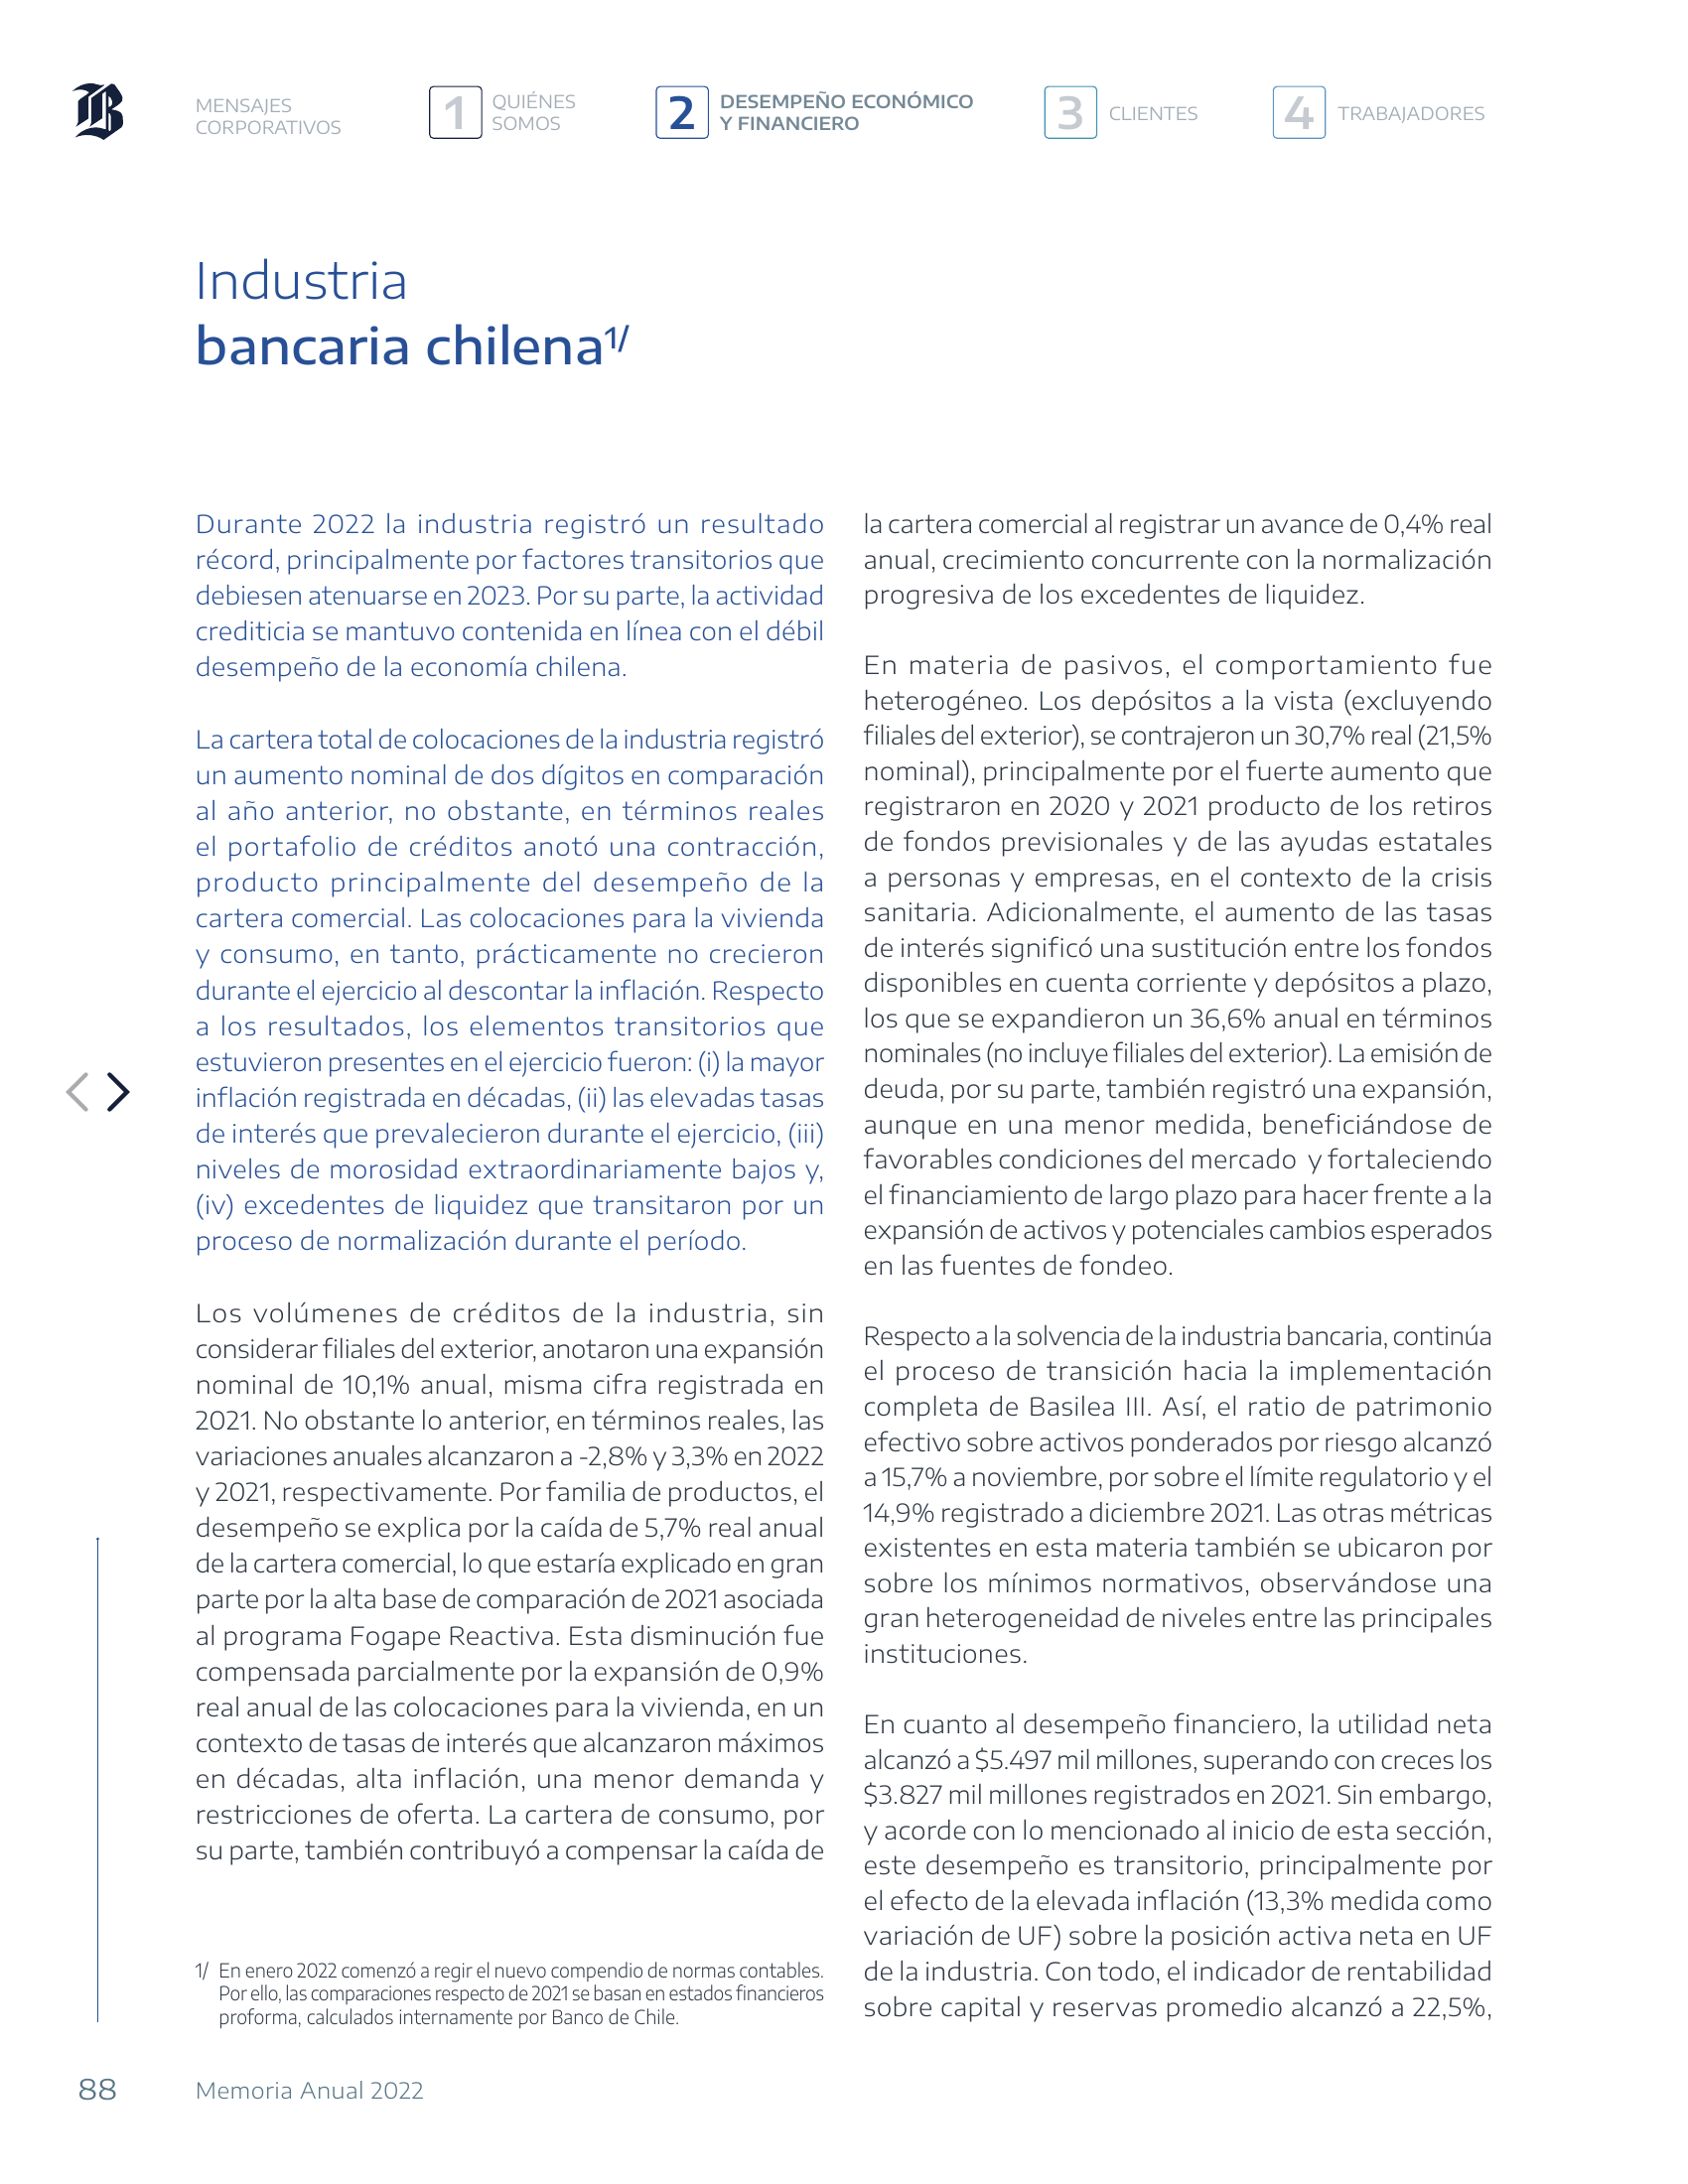 MENSAJES
CORPORATIVOS
1
QUIÉNES
SOMOS
2
DESEMPEÑO ECONÓMICO
Y FINANCIERO
3
CLIENTES
4
TRABAJADORES
Industria
bancaria chilena1/
Durante 2022 la industria registró un resultado
récord, principalmente por factores transitorios que
debiesen atenuarse en 2023. Por su parte, la actividad
crediticia se mantuvo contenida en línea con el débil
desempeño de la economía chilena.
La cartera total de colocaciones de la industria registró
un aumento nominal de dos dígitos en comparación
al año anterior, no obstante, en términos reales
el portafolio de créditos anotó una contracción,
producto principalmente del desempeño de la
cartera comercial. Las colocaciones para la vivienda
y consumo, en tanto, prácticamente no crecieron
durante el ejercicio al descontar la inflación. Respecto
a los resultados, los elementos transitorios que
estuvieron presentes en el ejercicio fueron: (i) la mayor
inflación registrada en décadas, (ii) las elevadas tasas
de interés que prevalecieron durante el ejercicio, (iii)
niveles de morosidad extraordinariamente bajos y,
(iv) excedentes de liquidez que transitaron por un
proceso de normalización durante el período.
Los volúmenes de créditos de la industria, sin
considerar filiales del exterior, anotaron una expansión
nominal de 10,1% anual, misma cifra registrada en
2021. No obstante lo anterior, en términos reales, las
variaciones anuales alcanzaron a -2,8% y 3,3% en 2022
y 2021, respectivamente. Por familia de productos, el
desempeño se explica por la caída de 5,7% real anual
de la cartera comercial, lo que estaría explicado en gran
parte por la alta base de comparación de 2021 asociada
al programa Fogape Reactiva. Esta disminución fue
compensada parcialmente por la expansión de 0,9%
real anual de las colocaciones para la vivienda, en un
contexto de tasas de interés que alcanzaron máximos
en décadas, alta inflación, una menor demanda y
restricciones de oferta. La cartera de consumo, por
su parte, también contribuyó a compensar la caída de
1/ En enero 2022 comenzó a regir el nuevo compendio de normas contables.
Por ello, las comparaciones respecto de 2021 se basan en estados financieros
proforma, calculados internamente por Banco de Chile.
la cartera comercial al registrar un avance de 0,4% real
anual, crecimiento concurrente con la normalización
progresiva de los excedentes de liquidez.
En materia de pasivos, el comportamiento fue
heterogéneo. Los depósitos a la vista (excluyendo
filiales del exterior), se contrajeron un 30,7% real (21,5%
nominal), principalmente por el fuerte aumento que
registraron en 2020 y 2021 producto de los retiros
de fondos previsionales y de las ayudas estatales
a personas y empresas, en el contexto de la crisis
sanitaria. Adicionalmente, el aumento de las tasas
de interés significó una sustitución entre los fondos
disponibles en cuenta corriente y depósitos a plazo,
los que se expandieron un 36,6% anual en términos
nominales (no incluye filiales del exterior). La emisión de
deuda, por su parte, también registró una expansión,
aunque en una menor medida, beneficiándose de
favorables condiciones del mercado y fortaleciendo
el financiamiento de largo plazo para hacer frente a la
expansión de activos y potenciales cambios esperados
en las fuentes de fondeo.
Respecto a la solvencia de la industria bancaria, continúa
el proceso de transición hacia la implementación
completa de Basilea III. Así, el ratio de patrimonio
efectivo sobre activos ponderados por riesgo alcanzó
a 15,7% a noviembre, por sobre el límite regulatorio y el
14,9% registrado a diciembre 2021. Las otras métricas
existentes en esta materia también se ubicaron por
sobre los mínimos normativos, observándose una
gran heterogeneidad de niveles entre las principales
instituciones.
En cuanto al desempeño financiero, la utilidad neta
alcanzó a $5.497 mil millones, superando con creces los
$3.827 mil millones registrados en 2021. Sin embargo,
y acorde con lo mencionado al inicio de esta sección,
este desempeño es transitorio, principalmente por
el efecto de la elevada inflación (13,3% medida como
variación de UF) sobre la posición activa neta en UF
de la industria. Con todo, el indicador de rentabilidad
sobre capital y reservas promedio alcanzó a 22,5%,
88
Memoria Anual 2022